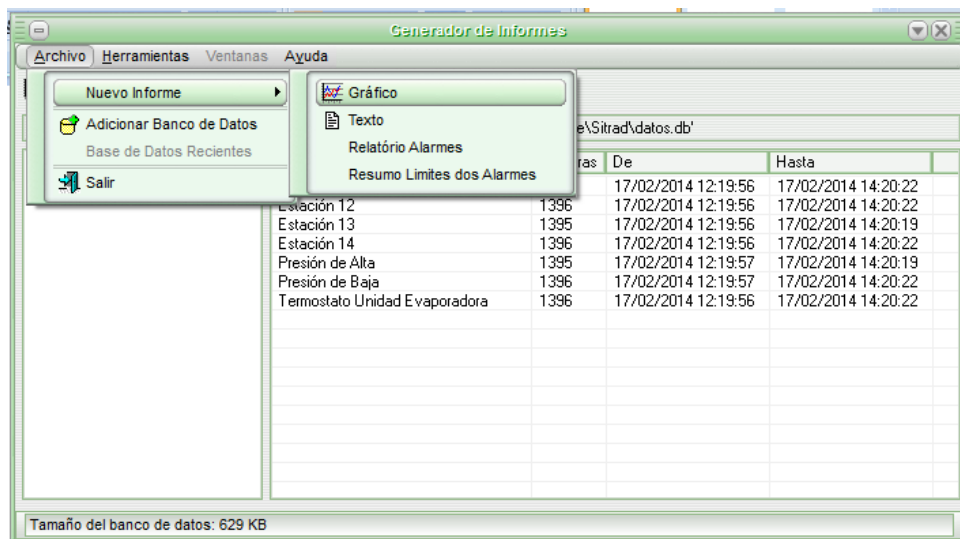 Generador de Informes
Archivo Herramientas Ventanas Ayuda
Nuevo Informe
Adicionar Banco de Datos
Base de Datos Recientes
Salir
Gráfico
Texto
Relatório Alarmes
Resumo Limites dos Alarmes
e\Sitrad\datos.db'
ras De Hasta
17/02/2014 12:19:56 17/02/2014 14:20:22
Estación 12 1396 17/02/2014 12:19:56 17/02/2014 14:20:22
Estación 13 1395 17/02/2014 12:19:56 17/02/2014 14:20:19
Estación 14 1396 17/02/2014 12:19:56 17/02/2014 14:20:22
Presión de Alta 1395 17/02/2014 12:19:57 17/02/2014 14:20:19
Presión de Baja 1396 17/02/2014 12:19:57 17/02/2014 14:20:22
Termostato Unidad Evaporadora 1396 17/02/2014 12:19:56 17/02/2014 14:20:22
Tamaño del banco de datos: 629 KB